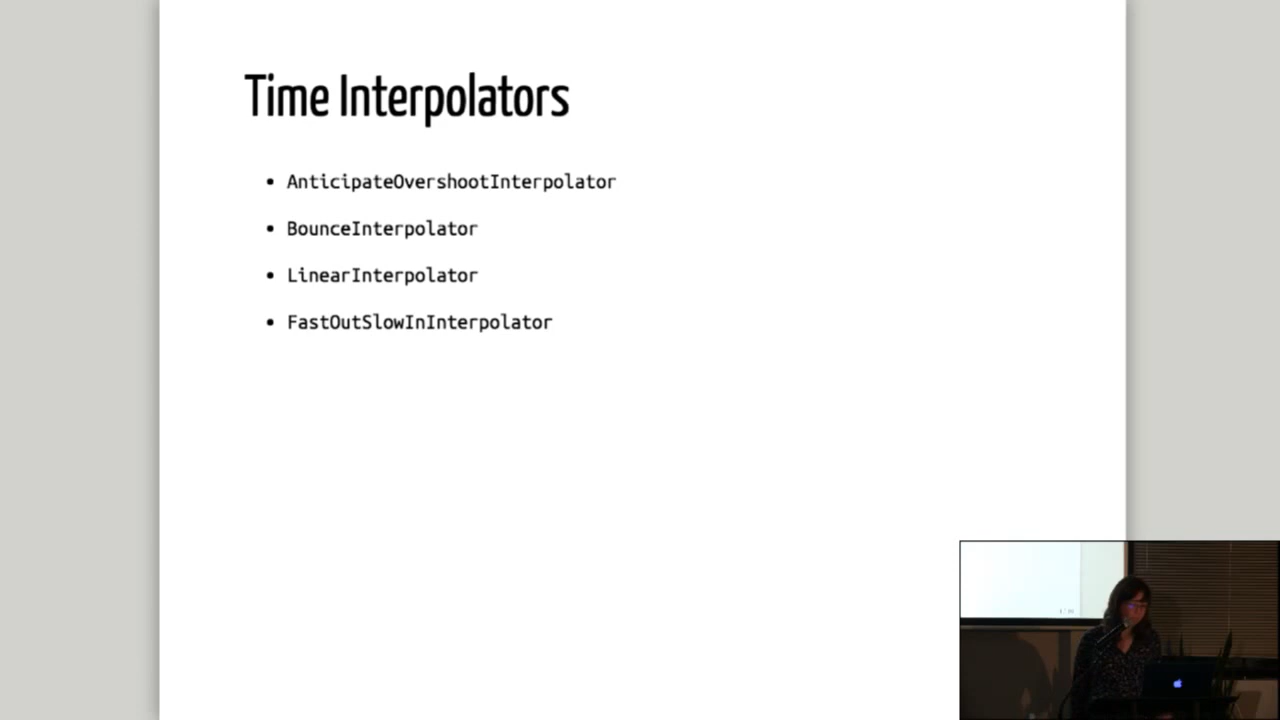 Time Interpolators
• AnticipateOvershootInterpolator
• BounceInterpolator
• LinearInterpolator
• FastOutSlowInInterpolator